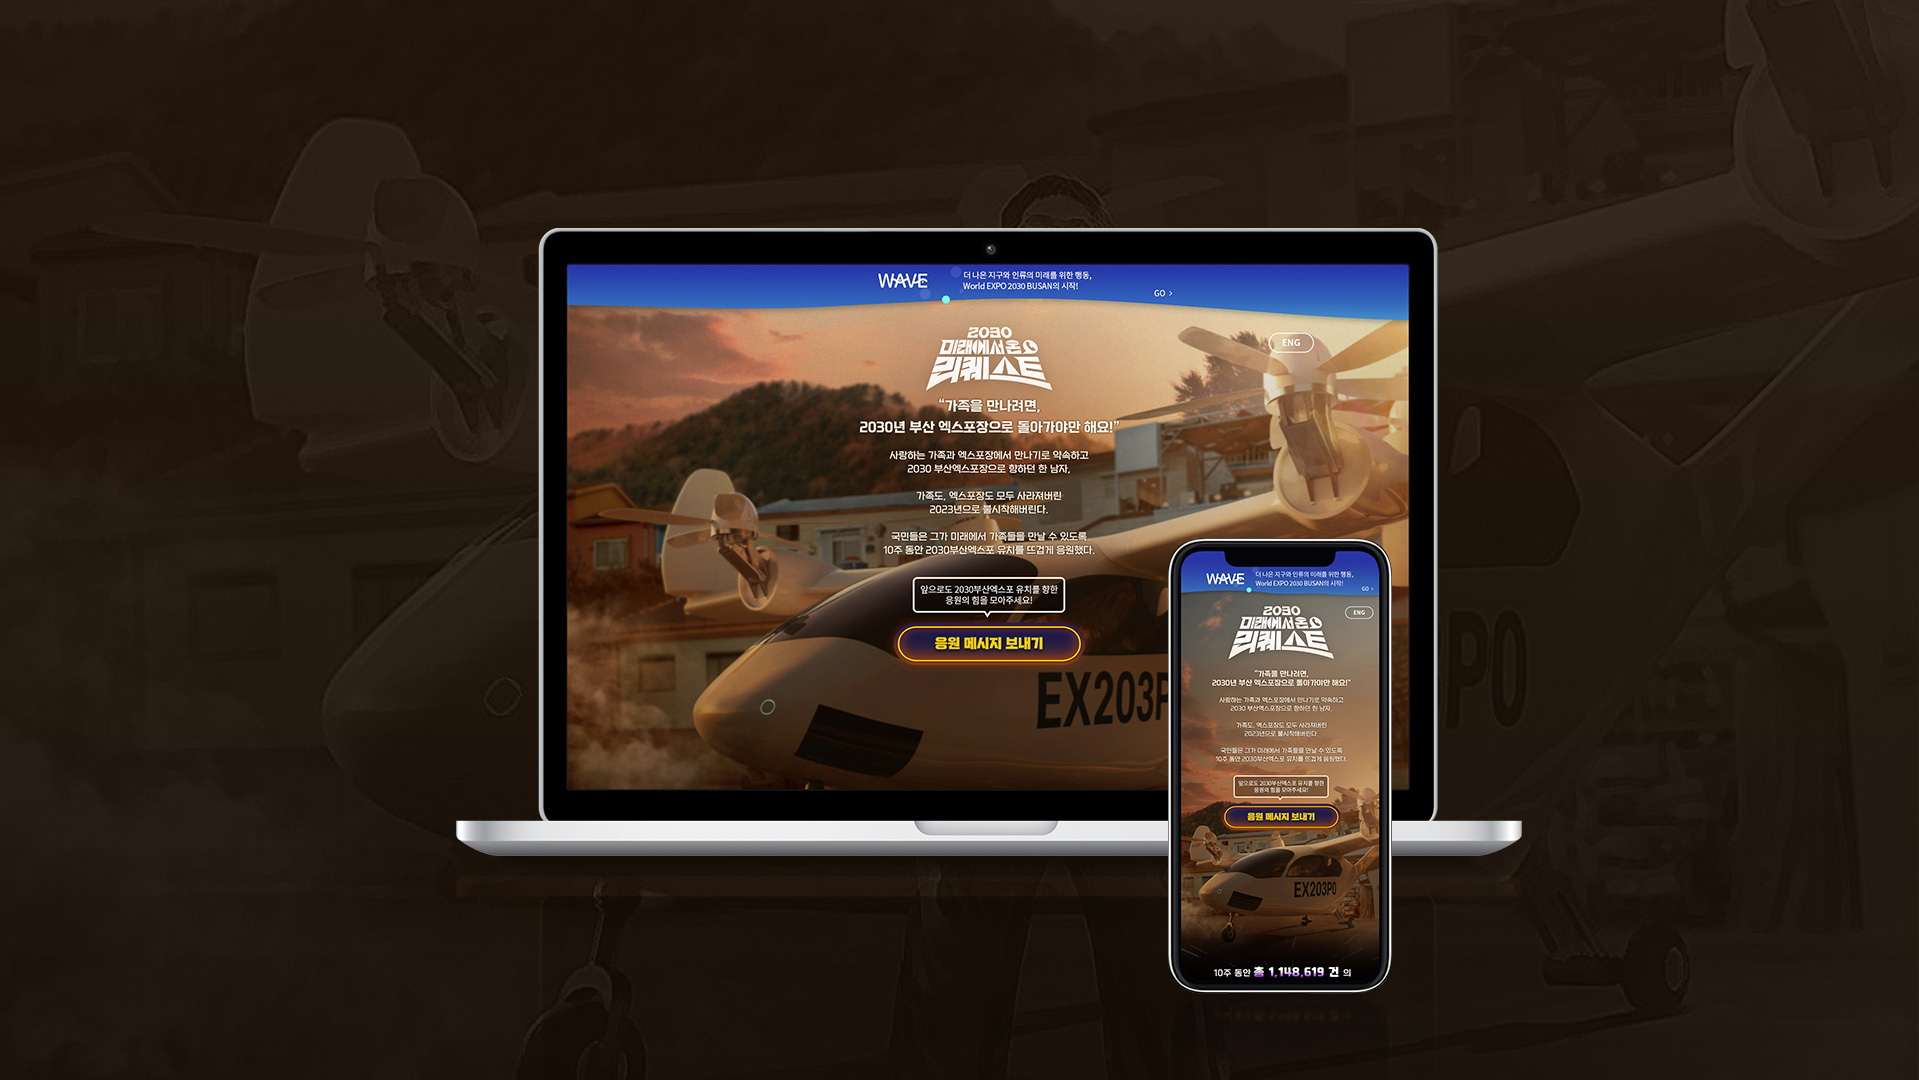 WAVE
더 나은 지구와 인류의 미래를 위한 행동,
World EXPO 2030 BUSAN의 시작!
GO >
ENG
2030
미래에서 온
리퀘스트
“가족을 만나려면,
2030년 부산 엑스포장으로 돌아가야만 해요!”
사랑하는 가족과 엑스포장에서 만나기로 약속하고
2030 부산엑스포장으로 향하던 한 남자,
가족도, 엑스포장도 모두 사라져버린
2023년으로 불시착해버린다.
국민들은 그가 미래에서 가족들을 만날 수 있도록
10주 동안 2030부산엑스포 유치를 뜨겁게 응원했다.
앞으로도 2030부산엑스포 유치를 향한
응원의 힘을 모아주세요!
응원 메시지 보내기
EX203P
WAVE
더 나은 지구와 인류의 미래를 위한 행동,
World EXPO 2030 BUSAN의 시작!
GO >
ENG
2030
미래에서 온
리퀘스트
“가족을 만나려면,
2030년 부산 엑스포장으로 돌아가야만 해요!”
사랑하는 가족과 엑스포장에서 만나기로 약속하고
2030 부산엑스포장으로 향하던 한 남자,
가족도, 엑스포장도 모두 사라져버린
2023년으로 불시착해버린다.
국민들은 그가 미래에서 가족들을 만날 수 있도록
10주 동안 2030부산엑스포 유치를 뜨겁게 응원했다.
앞으로도 2030부산엑스포 유치를 향한
응원의 힘을 모아주세요!
응원 메시지 보내기
EX203PO
10주 동안 총 1,148,619 건 의
PO